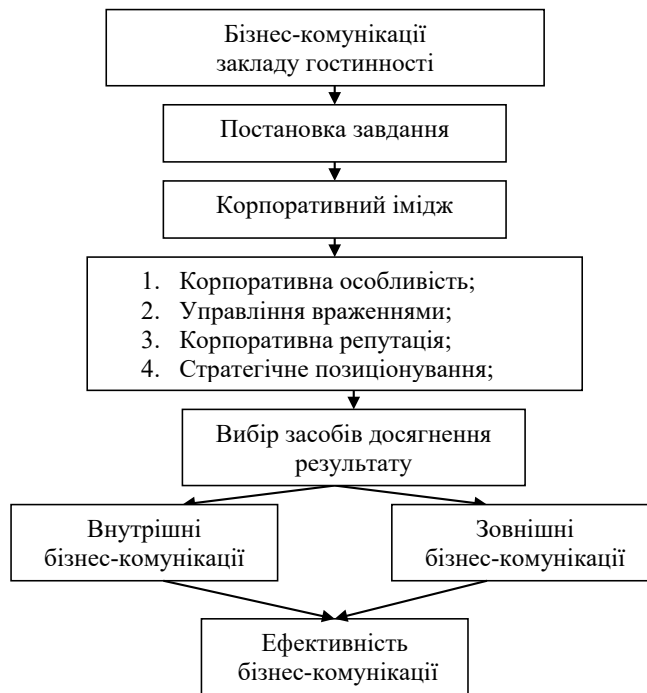 Бізнес-комунікації
закладу гостинності
Постановка завдання
Корпоративний імідж
1. Корпоративна особливість;
2. Управління враженнями;
3. Корпоративна репутація;
4. Стратегічне позиціонування;
Вибір засобів досягнення
результату
Внутрішні
бізнес-комунікації
Зовнішні
бізнес-комунікації
Ефективність
бізнес-комунікації